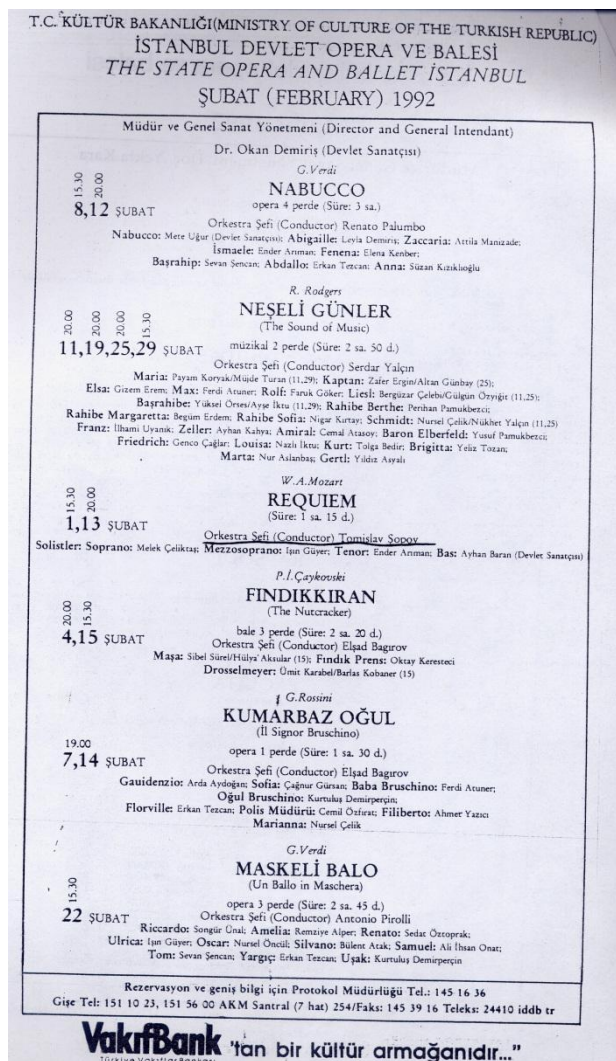 T.C. KÜLTÜR BAKANLIĞI(MINISTRY OF CULTURE OF THE TURKISH REPUBLIC)
İSTANBUL DEVLET OPERA VE BALESİ
THE STATE OPERA AND BALLET İSTANBUL
ŞUBAT (FEBRUARY) 1992
Müdür ve Genel Sanat Yönetmeni (Director and General Intendant)
Dr. Okan Demiriş (Devlet Sanatçısı)
G.Verdi
NABUCCO
15.30 20.00
8,12 ŞUBAT
opera 4 perde (Süre: 3 sa.)
Orkestra Şefi (Conductor) Renato Palumbo
Nabucco: Mete Uğur (Devlet Sanatçısı); Abigaille: Leyla Demiriş; Zaccaria: Attila Manizade;
İsmaele: Ender Arıman; Fenena: Elena Kenber;
Başrahip: Sevan Şencan; Abdallo: Erkan Tezcan; Anna: Süzan Kızıklıoğlu
R. Rodgers
NEŞELİ GÜNLER
(The Sound of Music)
20.00 20.00 20.00 15.30
11,19,25,29 ŞUBAT
müzikal 2 perde (Süre: 2 sa. 50 d.)
Orkestra Şefi (Conductor) Serdar Yalçın
Maria: Payam Koryak/Müjde Turan (11,29); Kaptan: Zafer Ergin/Altan Günbay (25);
Elsa: Gizem Erem; Max: Ferdi Atuner; Rolf: Faruk Göker; Liesl: Bergüzar Çelebi/Gülgün Özyiğit (11,25);
Başrahibe: Yüksel Örses/Ayşe İktu (11,29); Rahibe Berthe: Perihan Pamukbezci;
Rahibe Margaretta: Begüm Erdem; Rahibe Sofia: Nigar Kırtay; Schmidt: Nursel Çelik/Nükhet Yalçın (11,25)
Franz: İlhami Uyanık; Zeller: Ayhan Kahya; Amiral: Cemal Atasoy; Baron Elberfeld: Yusuf Pamukbezci;
Friedrich: Genco Çağlar; Louisa: Nazlı İktu; Kurt: Tolga Bedir; Brigitta: Yeliz Tozan;
Marta: Nur Aslanbaş; Gertl: Yıldız Asyalı
W.A.Mozart
REQUIEM
15.30 20.00
1,13 ŞUBAT
(Süre: 1 sa. 15 d.)
Orkestra Şefi (Conductor) Tomislav Şopov
Solistler: Soprano: Melek Çeliktaş; Mezzosoprano: Işın Güyer; Tenor: Ender Arıman; Bas: Ayhan Baran (Devlet Sanatçısı)
P.İ.Çaykovski
FINDIKKIRAN
(The Nutcracker)
20.00 15.30
4,15 ŞUBAT
bale 3 perde (Süre: 2 sa. 20 d.)
Orkestra Şefi (Conductor) Elşad Bagırov
Maşa: Sibel Sürel/Hülya Aksular (15); Fındık Prens: Oktay Keresteci
Drosselmeyer: Ümit Karabel/Barlas Kobaner (15)
G.Rossini
KUMARBAZ OĞUL
(İl Signor Bruschino)
19.00
7,14 ŞUBAT
opera 1 perde (Süre: 1 sa. 30 d.)
Orkestra Şefi (Conductor) Elşad Bagırov
Gauidenzio: Arda Aydoğan; Sofia: Çağnur Gürsan; Baba Bruschino: Ferdi Atuner;
Oğul Bruschino: Kurtuluş Demirperçin;
Florville: Erkan Tezcan; Polis Müdürü: Cemil Özfırat; Filiberto: Ahmet Yazıcı
Marianna: Nursel Çelik
G.Verdi
MASKELİ BALO
(Un Ballo in Maschera)
15.30
22 ŞUBAT
opera 3 perde (Süre: 2 sa. 45 d.)
Orkestra Şefi (Conductor) Antonio Pirolli
Riccardo: Songür Ünal; Amelia: Remziye Alper; Renato: Sedat Öztoprak;
Ulrica: Işın Güyer; Oscar: Nursel Öncül; Silvano: Bülent Atak; Samuel: Ali İhsan Onat;
Tom: Sevan Şencan; Yargıç: Erkan Tezcan; Uşak: Kurtuluş Demirperçin
Rezervasyon ve geniş bilgi için Protokol Müdürlüğü Tel.: 145 16 36
Gişe Tel: 151 10 23, 151 56 00 AKM Santral (7 hat) 254/Faks: 145 39 16 Teleks: 24410 iddb tr
VakıfBank 'tan bir kültür armağanıdır..."
Türkiye Vakıflar Bankası